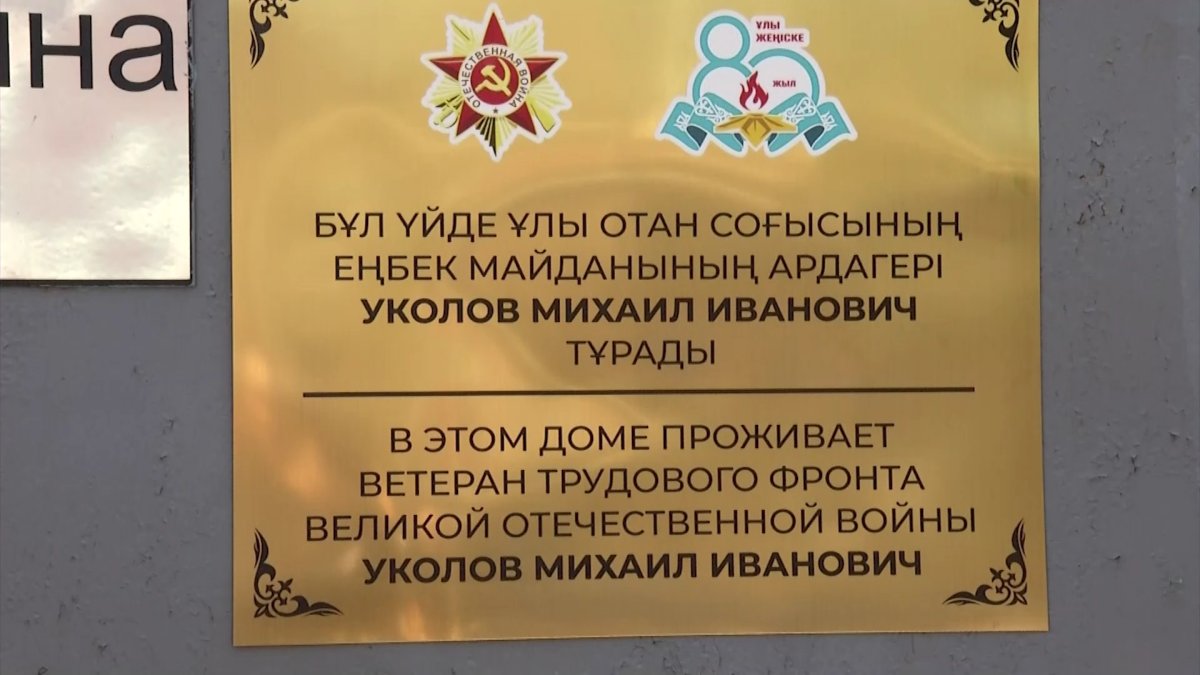 ОТЕЧЕСТВЕННАЯ ВОЙНА
ҰЛЫ
ЖЕҢІСКЕ
80
ЖЫЛ
БҰЛ ҮЙДЕ ҰЛЫ ОТАН СОҒЫСЫНЫҢ
ЕҢБЕК МАЙДАНЫНЫҢ АРДАГЕРІ
УКОЛОВ МИХАИЛ ИВАНОВИЧ
ТҰРАДЫ
В ЭТОМ ДОМЕ ПРОЖИВАЕТ
ВЕТЕРАН ТРУДОВОГО ФРОНТА
ВЕЛИКОЙ ОТЕЧЕСТВЕННОЙ ВОЙНЫ
УКОЛОВ МИХАИЛ ИВАНОВИЧ